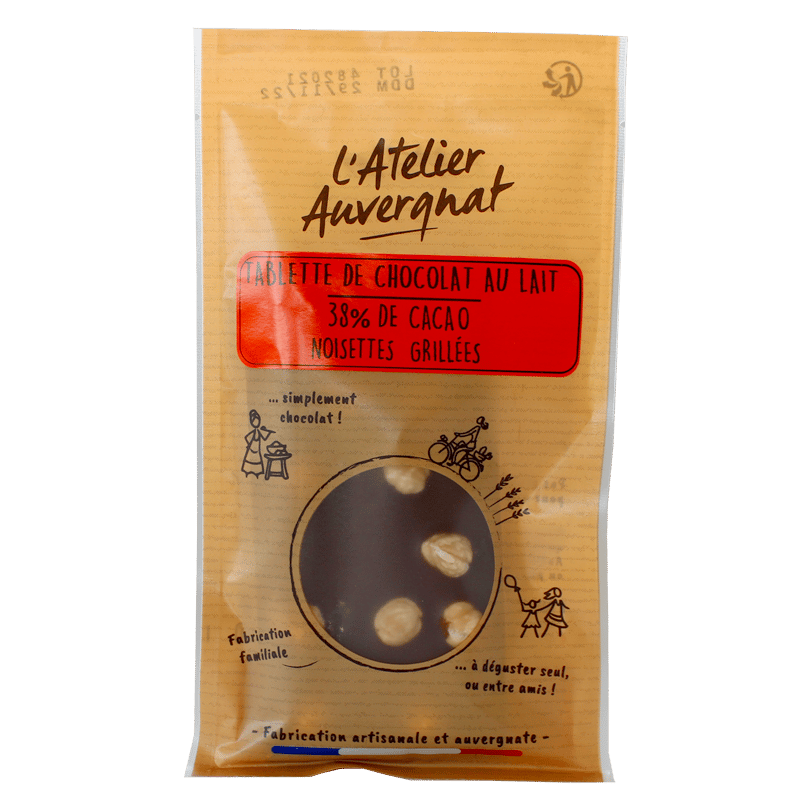 LOT 482021
DDM 29/11/22
L'Atelier
Auvergnat
TABLETTE DE CHOCOLAT AU LAIT
38% DE CACAO
NOISETTES GRILLÉES
... simplement
chocolat !
Fabrication
familiale
... à déguster seul,
ou entre amis !
- Fabrication artisanale et auvergnate -